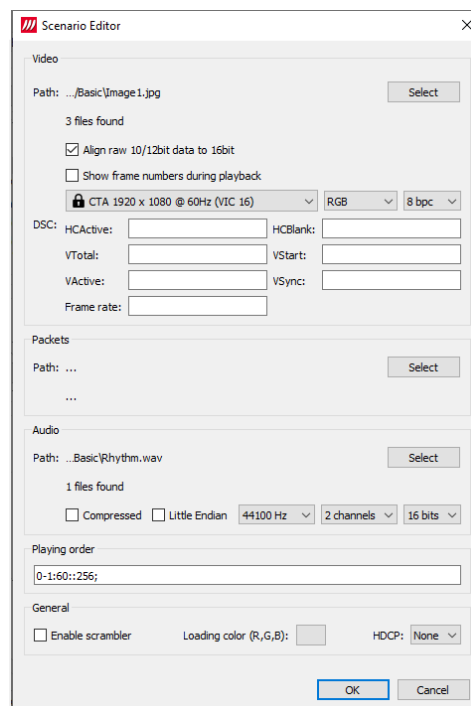 Scenario Editor
Video
Path: .../Basic\Image1.jpg Select
3 files found
Align raw 10/12bit data to 16bit
Show frame numbers during playback
CTA 1920 x 1080 @ 60Hz (VIC 16) RGB 8 bpc
DSC: HCActive: HCBlank:
VTotal: VStart:
VActive: VSync:
Frame rate:
Packets
Path: ... Select
...
Audio
Path: ...Basic\Rhythm.wav Select
1 files found
Compressed Little Endian 44100 Hz 2 channels 16 bits
Playing order
0-1:60::256;
General
Enable scrambler Loading color (R,G,B): HDCP: None
OK Cancel